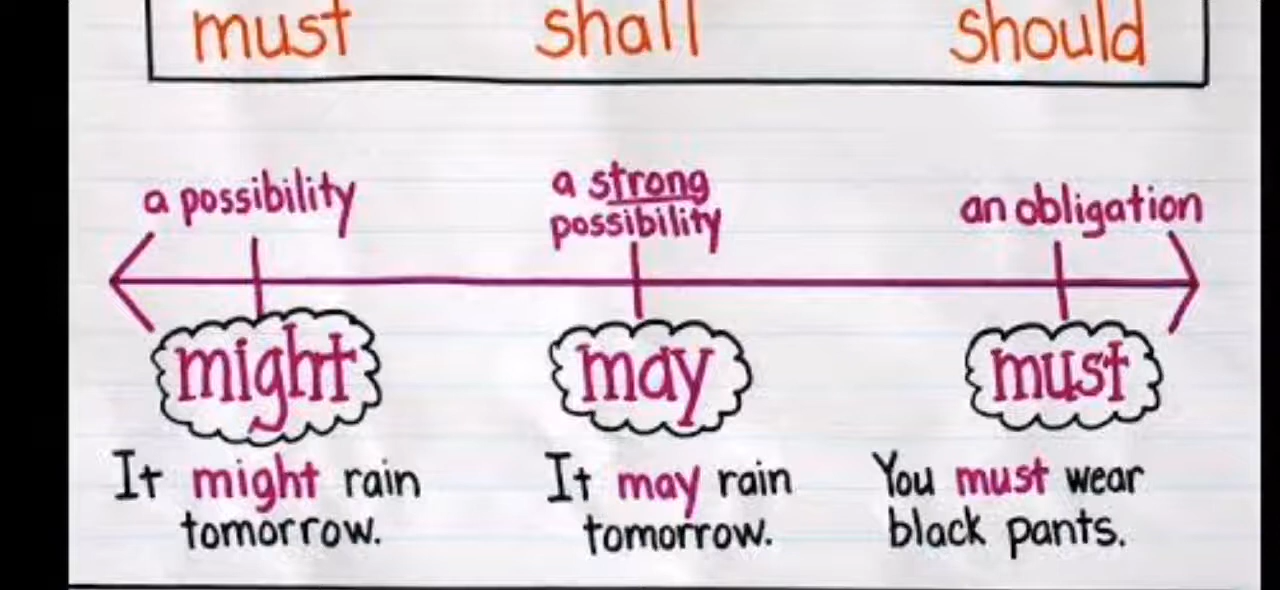 must shall should
a possibility
a strong
possibility
an obligation
might may must
It might rain
tomorrow.
It may rain
tomorrow.
You must wear
black pants.